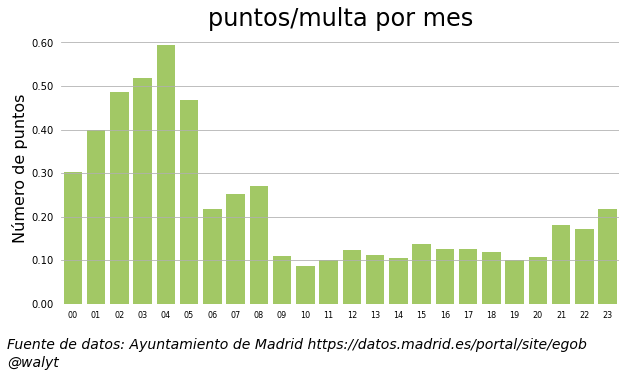 puntos/multa por mes
Número de puntos
0.60
0.50
0.40
0.30
0.20
0.10
0.00
00 01 02 03 04 05 06 07 08 09 10 11 12 13 14 15 16 17 18 19 20 21 22 23
Fuente de datos: Ayuntamiento de Madrid https://datos.madrid.es/portal/site/egob
@walyt